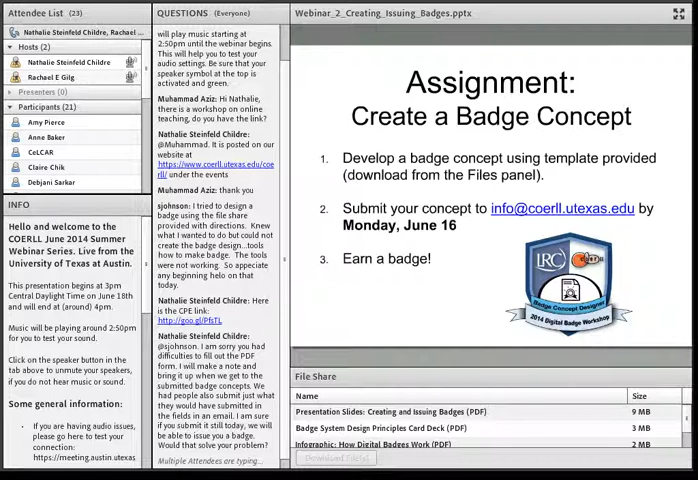 Attendee List (23)
Nathalie Steinfeld Childre, Rachael ...
Hosts (2)
Nathalie Steinfeld Childre
Rachael E Gilg
Presenters (0)
Participants (21)
Amy Pierce
Anne Baker
CeLCAR
Claire Chik
Debjani Sarkar
INFO
Hello and welcome to the
COERLL June 2014 Summer
Webinar Series. Live from the
University of Texas at Austin.
This presentation begins at 3pm
Central Daylight Time on June 18th
and will end at (around) 4pm.
Music will be playing around 2:50pm
for you to test your sound.
Click on the speaker button in the
tab above to unmute your speakers,
if you do not hear music or sound.
Some general information:
If you are having audio issues,
please go here to test your
connection:
https://meeting.austin.utexas
QUESTIONS (Everyone)
will play music starting at
2:50pm until the webinar begins.
This will help you to test your
audio settings. Be sure that your
speaker symbol at the top is
activated and green.
Muhammad Aziz: Hi Nathalie,
there is a workshop on online
teaching, do you have the link?
Nathalie Steinfeld Childre:
@Muhammad. It is posted on our
website at
https://www.coerll.utexas.edu/coe
rll/ under the events
Muhammad Aziz: thank you
sjohnson: I tried to design a
badge using the file share
provided with directions. Knew
what I wanted to do but could not
create the badge design...tools
how to make badge. The tools
were not working. So apreciate
any beginning help on that
today.
Nathalie Steinfeld Childre: Here
is the CPE link:
http://goo.gl/PfsTL
Nathalie Steinfeld Childre:
@sjohnson. I am sorry you had
difficulties to fill out the PDF
form. I will make a note and
bring it up when we get to the
submitted badge concepts. We
had people also submit just what
they would have submitted in
the fields in an email. I am sure
if you submit it still today, we will
be able to issue you a badge.
Would that solve your problem?
Multiple Attendees are typing...
Webinar_2_Creating_Issuing_Badges.pptx
Assignment:
Create a Badge Concept
1. Develop a badge concept using template provided
(download from the Files panel).
2. Submit your concept to info@coerll.utexas.edu by
Monday, June 16
3. Earn a badge!
LRC
Badge Concept Designer
2014 Digital Badge Workshop
File Share
Name Size
Presentation Slides: Creating and Issuing Badges (PDF) 9 MB
Badge System Design Principles Card Deck (PDF) 3 MB
Infographic: How Digital Badges Work (PDF) 2 MB
Download File(s)